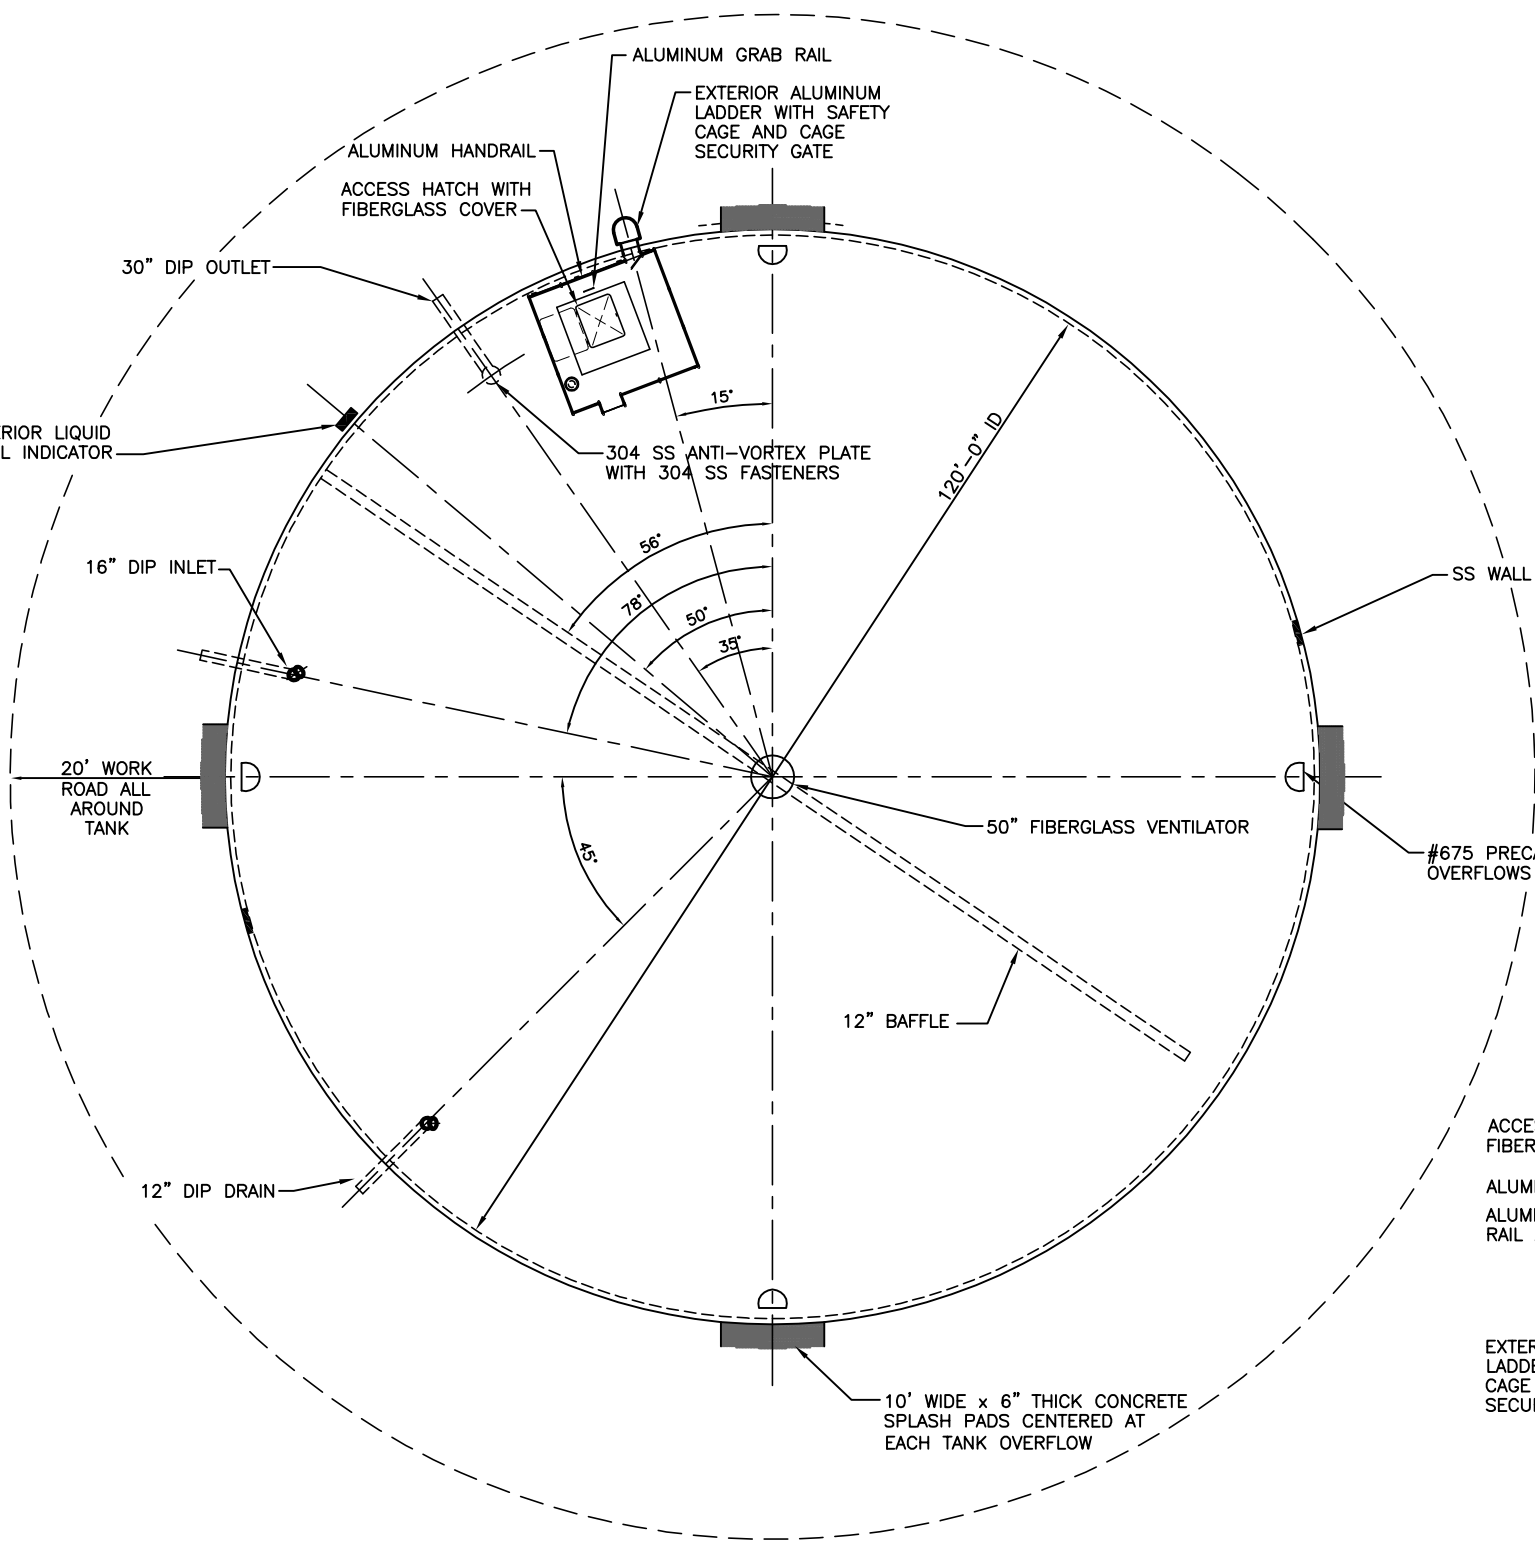 ALUMINUM GRAB RAIL
EXTERIOR ALUMINUM
LADDER WITH SAFETY
CAGE AND CAGE
SECURITY GATE
ALUMINUM HANDRAIL
ACCESS HATCH WITH
FIBERGLASS COVER
30" DIP OUTLET
15°
120'-0" ID
ERIOR LIQUID
L INDICATOR
304 SS ANTI-VORTEX PLATE
WITH 304 SS FASTENERS
56°
78°
50°
35°
16" DIP INLET
SS WALL
20' WORK
ROAD ALL
AROUND
TANK
45°
50" FIBERGLASS VENTILATOR
#675 PRECA
OVERFLOWS
12" BAFFLE
12" DIP DRAIN
ACCE
FIBER
ALUMI
ALUMI
RAIL
EXTER
LADDE
CAGE
SECUR
10' WIDE x 6" THICK CONCRETE
SPLASH PADS CENTERED AT
EACH TANK OVERFLOW